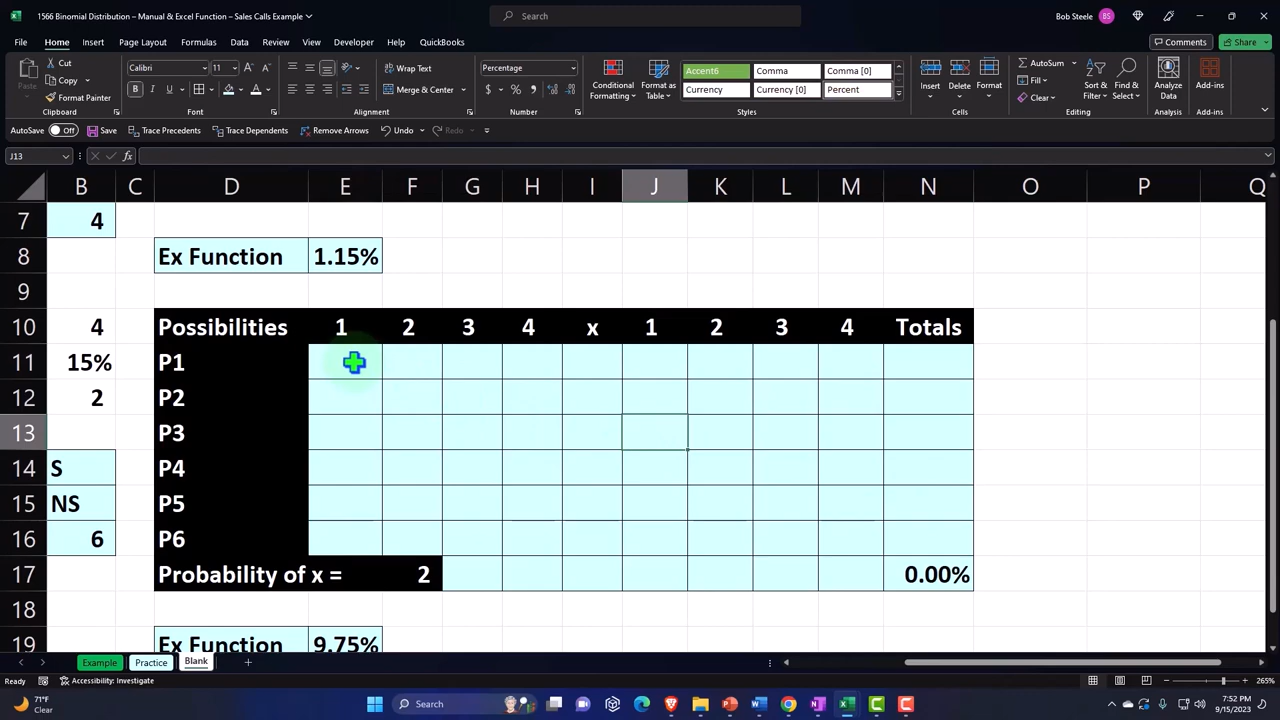 1566 Binomial Distribution – Manual & Excel Function – Sales Calls Example
Search
Bob Steele BS
File Home Insert Page Layout Formulas Data Review View Developer Help QuickBooks
Comments Share
Cut
Copy
Format Painter
Clipboard
Calibri 11
B I U
Font
Wrap Text
Merge & Center
Alignment
Percentage
$ % 9
Number
Conditional Formatting
Format as Table
Accent6 Comma Comma [0]
Currency Currency [0] Percent
Styles
Insert Delete Format
Cells
AutoSum
Fill
Clear
Sort & Filter
Find & Select
Editing
Analyze Data
Analysis
Add-ins
Add-ins
AutoSave Off Save Trace Precedents Trace Dependents Remove Arrows Undo Redo
J13 fx
B C D E F G H I J K L M N O P Q
7 4
8 Ex Function 1.15%
9
10 4 Possibilities 1 2 3 4 x 1 2 3 4 Totals
11 15% P1
12 2 P2
13 P3
14 S P4
15 NS P5
16 6 P6
17 Probability of x = 2 0.00%
18
19 Ex Function 9.75%
Example Practice Blank
Ready Accessibility: Investigate 265%
71°F
Clear
Search
7:52 PM
9/15/2023